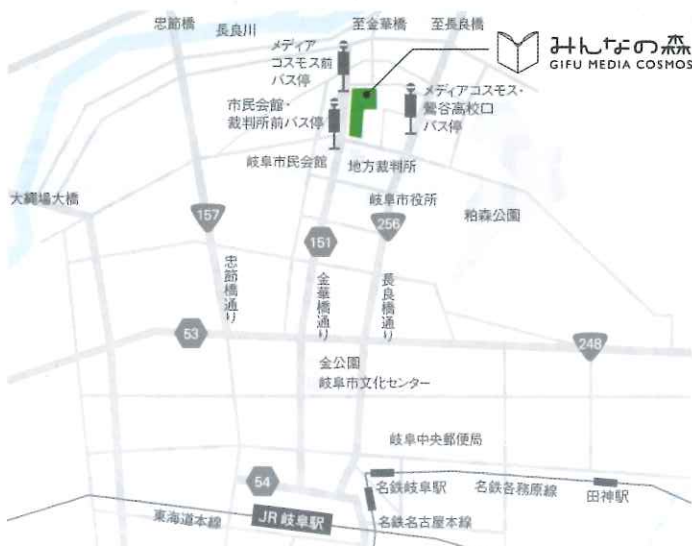 忠節橋
長良川
至金華橋
至長良橋
みんなの森
GIFU MEDIA COSMOS
メディア
コスモス前
バス停
メディアコスモス・
鶯谷高校口
バス停
市民会館・
裁判所前バス停
岐阜市民会館
地方裁判所
大縄場大橋
岐阜市役所
粕森公園
157
256
151
忠節橋通り
金華橋通り
長良橋通り
53
248
金公園
岐阜市文化センター
岐阜中央郵便局
54
名鉄岐阜駅
名鉄各務原線
田神駅
東海道本線
JR岐阜駅
名鉄名古屋本線